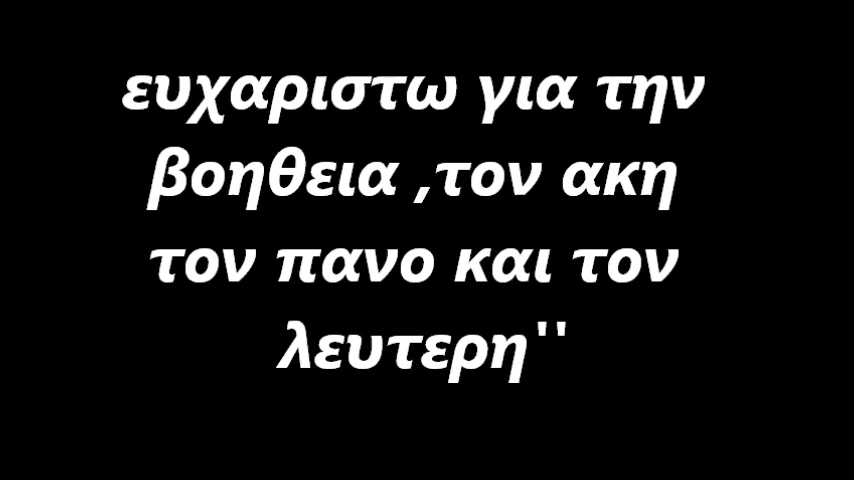 ευχαριστω για την
βοηθεια ,τον ακη
τον πανο και τον
λευτερη''